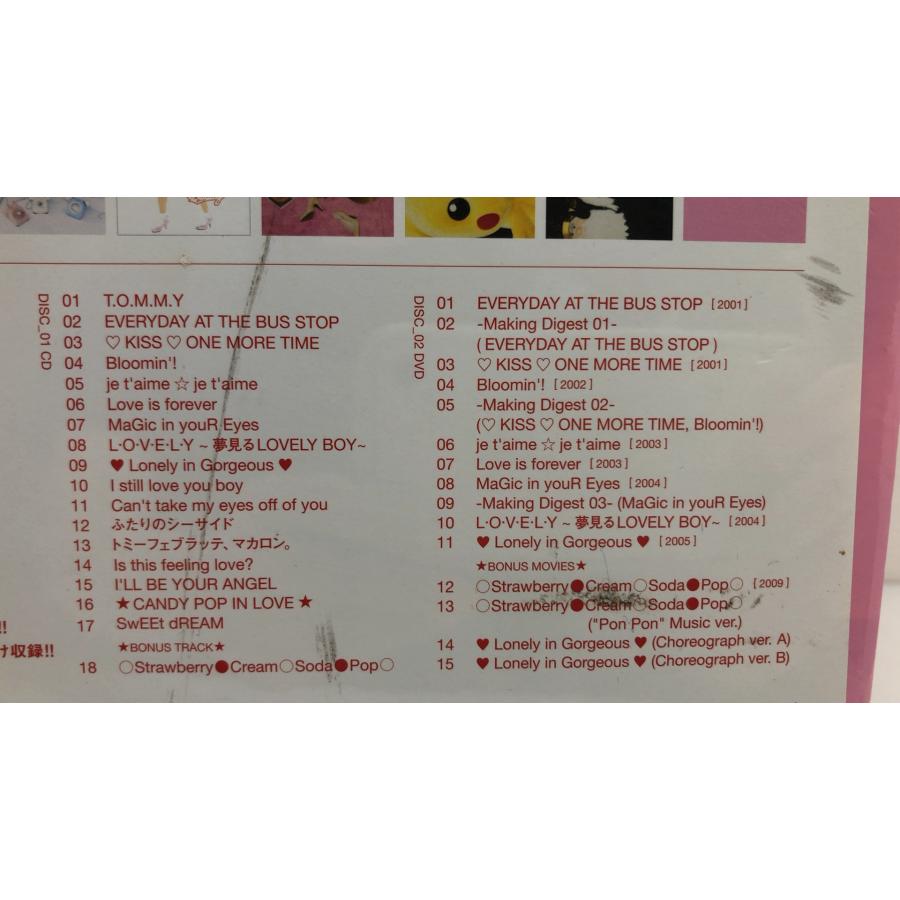 DISC_01 CD
01 T.O.M.M.Y
02 EVERYDAY AT THE BUS STOP
03 ♡ KISS ♡ ONE MORE TIME
04 Bloomin'!
05 je t'aime ☆ je t'aime
06 Love is forever
07 MaGic in youR Eyes
08 L·O·V·E·L·Y ~ 夢見るLOVELY BOY~
09 ♥ Lonely in Gorgeous ♥
10 I still love you boy
11 Can't take my eyes off of you
12 ふたりのシーサイド
13 トミーフェブラッテ、マカロン。
14 Is this feeling love?
15 I'LL BE YOUR ANGEL
16 ★CANDY POP IN LOVE★
17 SwEEt dREAM
★BONUS TRACK★
18 ○Strawberry●Cream○Soda●Pop○
!!
け収録!!
DISC_02 DVD
01 EVERYDAY AT THE BUS STOP [2001]
02 -Making Digest 01-
(EVERYDAY AT THE BUS STOP)
03 ♡ KISS ♡ ONE MORE TIME [2001]
04 Bloomin'! [2002]
05 -Making Digest 02-
(♡ KISS ♡ ONE MORE TIME, Bloomin'!)
06 je t'aime ☆ je t'aime [2003]
07 Love is forever [2003]
08 MaGic in youR Eyes [2004]
09 -Making Digest 03- (MaGic in youR Eyes)
10 L·O·V·E·L·Y ~ 夢見るLOVELY BOY~ [2004]
11 ♥ Lonely in Gorgeous ♥ [2005]
★BONUS MOVIES★
12 ○Strawberry●Cream○Soda●Pop○ [2009]
13 ○Strawberry●Cream○Soda●Pop○
("Pon Pon" Music ver.)
14 ♥ Lonely in Gorgeous ♥ (Choreograph ver. A)
15 ♥ Lonely in Gorgeous ♥ (Choreograph ver. B)